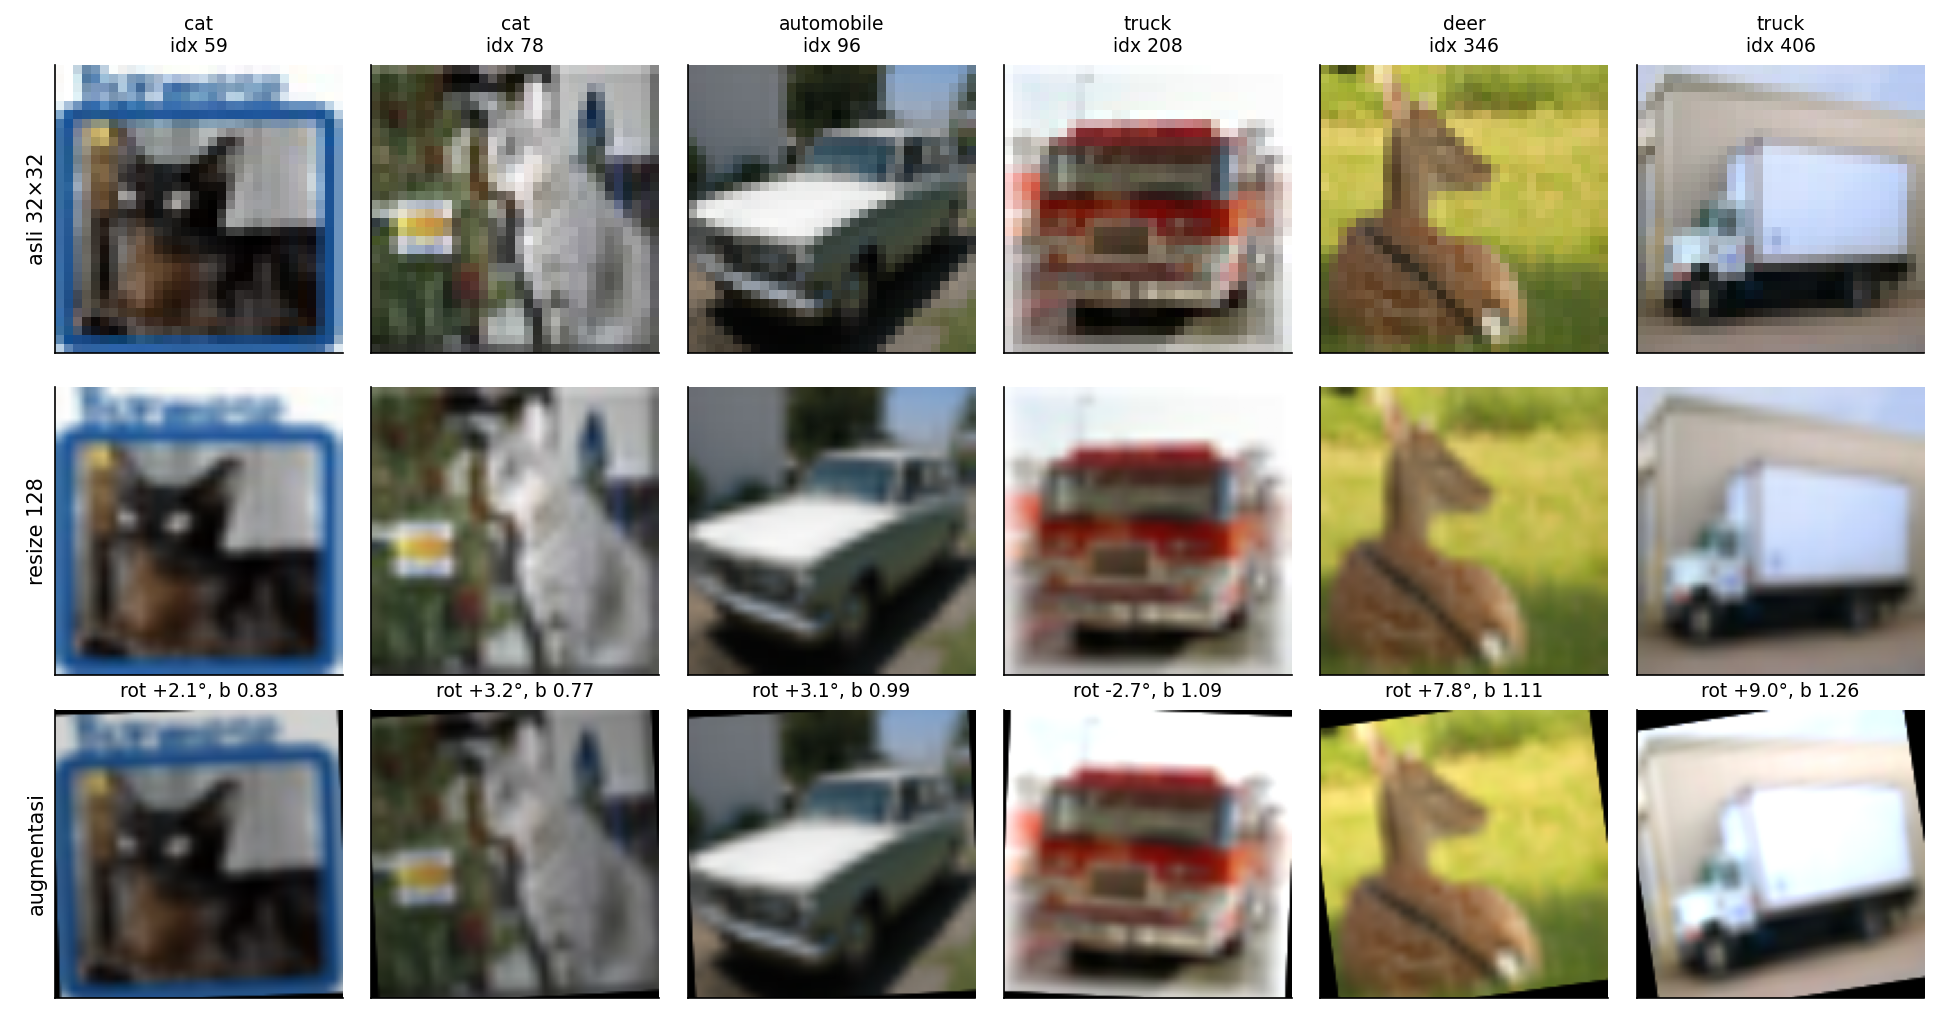 cat
idx 59
cat
idx 78
automobile
idx 96
truck
idx 208
deer
idx 346
truck
idx 406
asli 32×32
resize 128
rot +2.1°, b 0.83
rot +3.2°, b 0.77
rot +3.1°, b 0.99
rot -2.7°, b 1.09
rot +7.8°, b 1.11
rot +9.0°, b 1.26
augmentasi